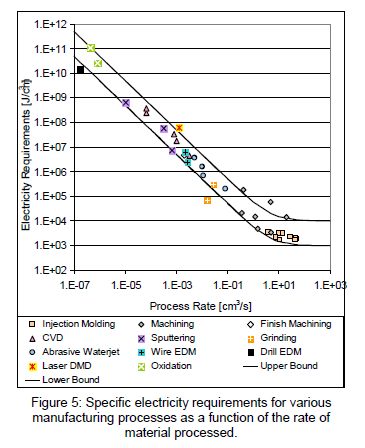 Electricity Requirements [J/cm³]
1.E+12
1.E+11
1.E+10
1.E+09
1.E+08
1.E+07
1.E+06
1.E+05
1.E+04
1.E+03
1.E+02
1.E-07 1.E-05 1.E-03 1.E-01 1.E+01 1.E+03
Process Rate [cm³/s]
Injection Molding Machining Finish Machining
CVD Sputtering Grinding
Abrasive Waterjet Wire EDM Drill EDM
Laser DMD Oxidation Upper Bound
Lower Bound
Figure 5: Specific electricity requirements for various
manufacturing processes as a function of the rate of
material processed.